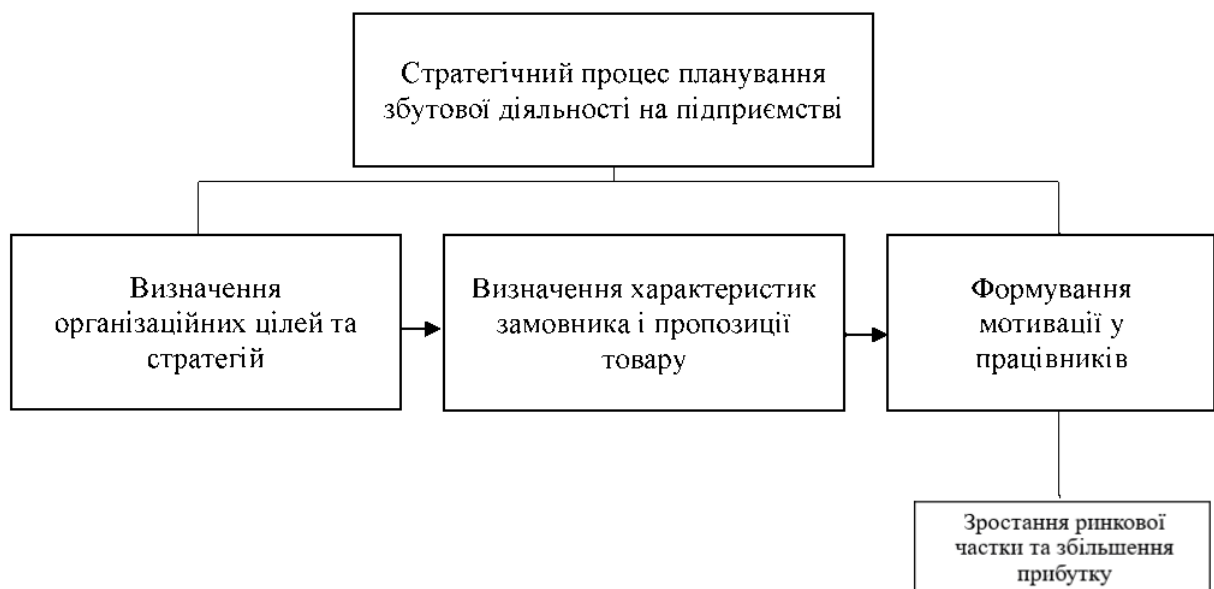 Стратегічний процес планування
збутової діяльності на підприємстві
Визначення
організаційних цілей та
стратегій
Визначення характеристик
замовника і пропозиції
товару
Формування
мотивації у
працівників
Зростання ринкової
частки та збільшення
прибутку